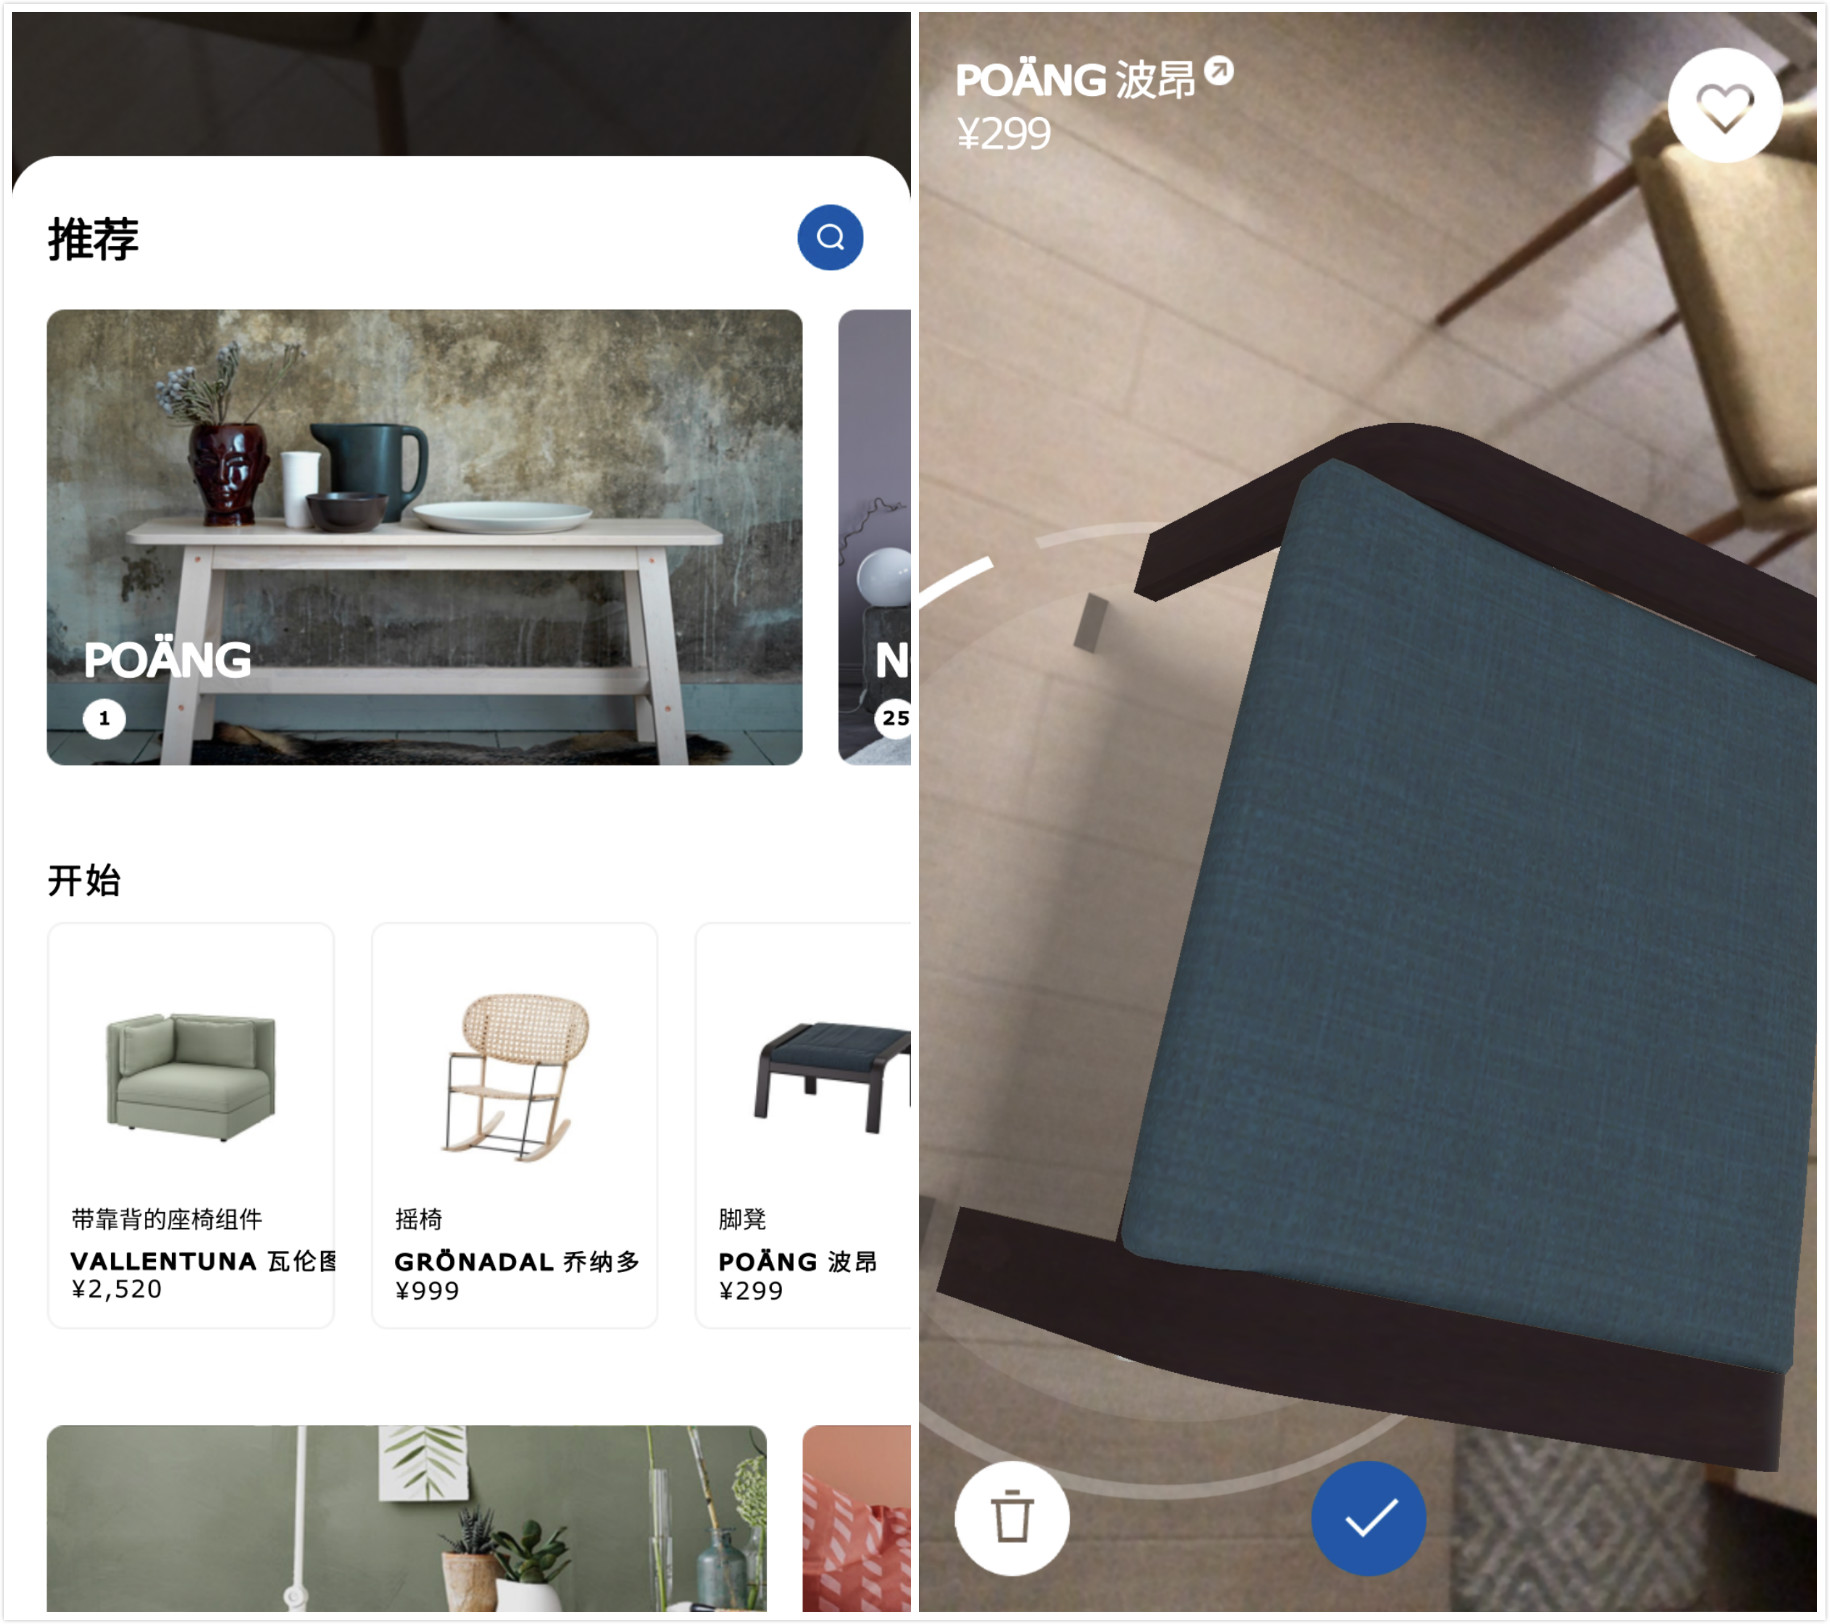 推荐
POÄNG
1
N
25
开始
带靠背的座椅组件
VALLENTUNA 瓦伦图
¥2,520
摇椅
GRÖNADAL 乔纳多
¥999
脚凳
POÄNG 波昂
¥299
POÄNG 波昂
¥299